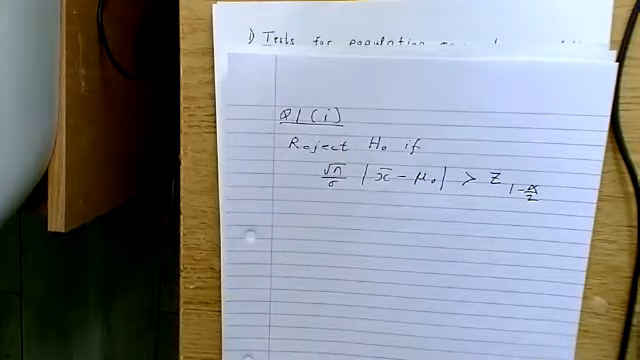 1) Tests for population
Q1 (i)
Reject H₀ if
√n/σ |x̄ - μ₀| > z_{1-α/2}